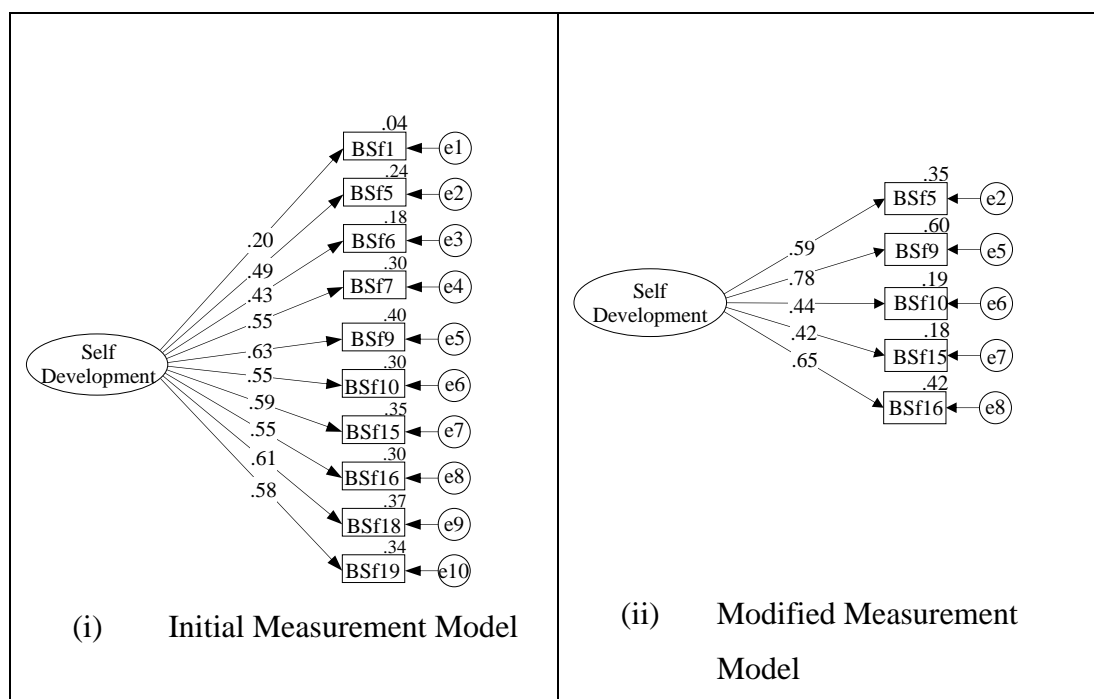 .04
BSf1 e1
.24
BSf5 e2
.18
BSf6 e3
.30
BSf7 e4
.40
BSf9 e5
.30
BSf10 e6
.35
BSf15 e7
.30
BSf16 e8
.37
BSf18 e9
.34
BSf19 e10
.20
.49
.43
.55
.63
.55
.59
.55
.61
.58
Self
Development
(i) Initial Measurement Model
.35
BSf5 e2
.60
BSf9 e5
.19
BSf10 e6
.18
BSf15 e7
.42
BSf16 e8
.59
.78
.44
.42
.65
Self
Development
(ii) Modified Measurement
Model